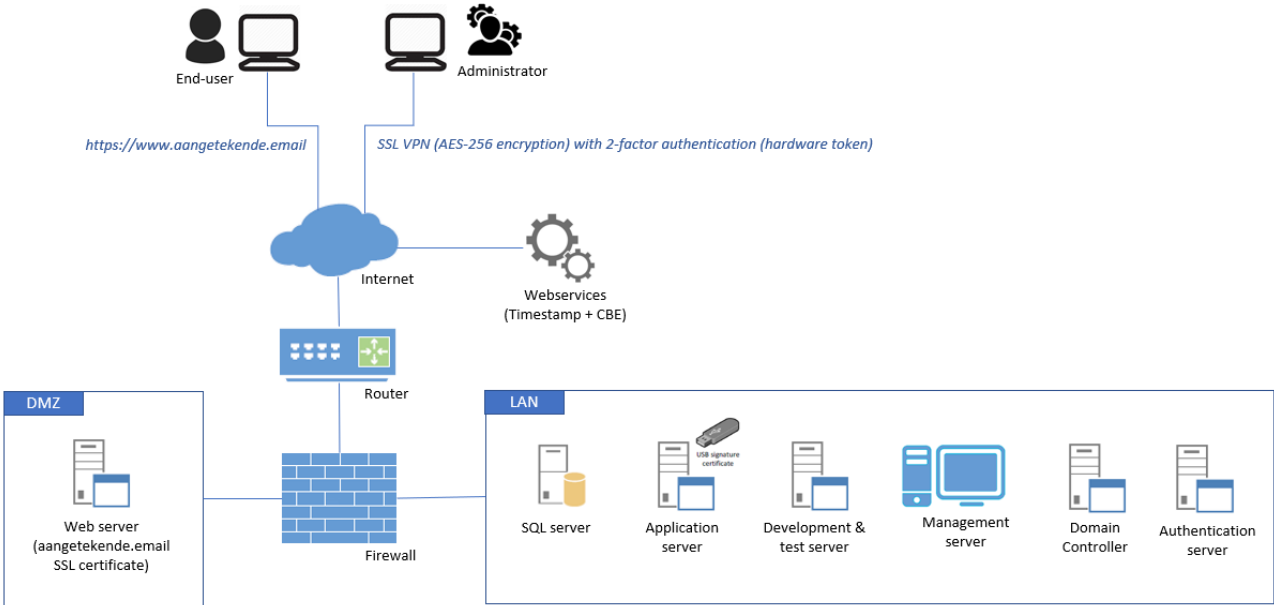 End-user
Administrator
https://www.aangetekende.email
SSL VPN (AES-256 encryption) with 2-factor authentication (hardware token)
Internet
Webservices
(Timestamp + CBE)
Router
DMZ
LAN
USB signature
certificate
Web server
(aangetekende.email
SSL certificate)
Firewall
SQL server
Application
server
Development &
test server
Management
server
Domain
Controller
Authentication
server